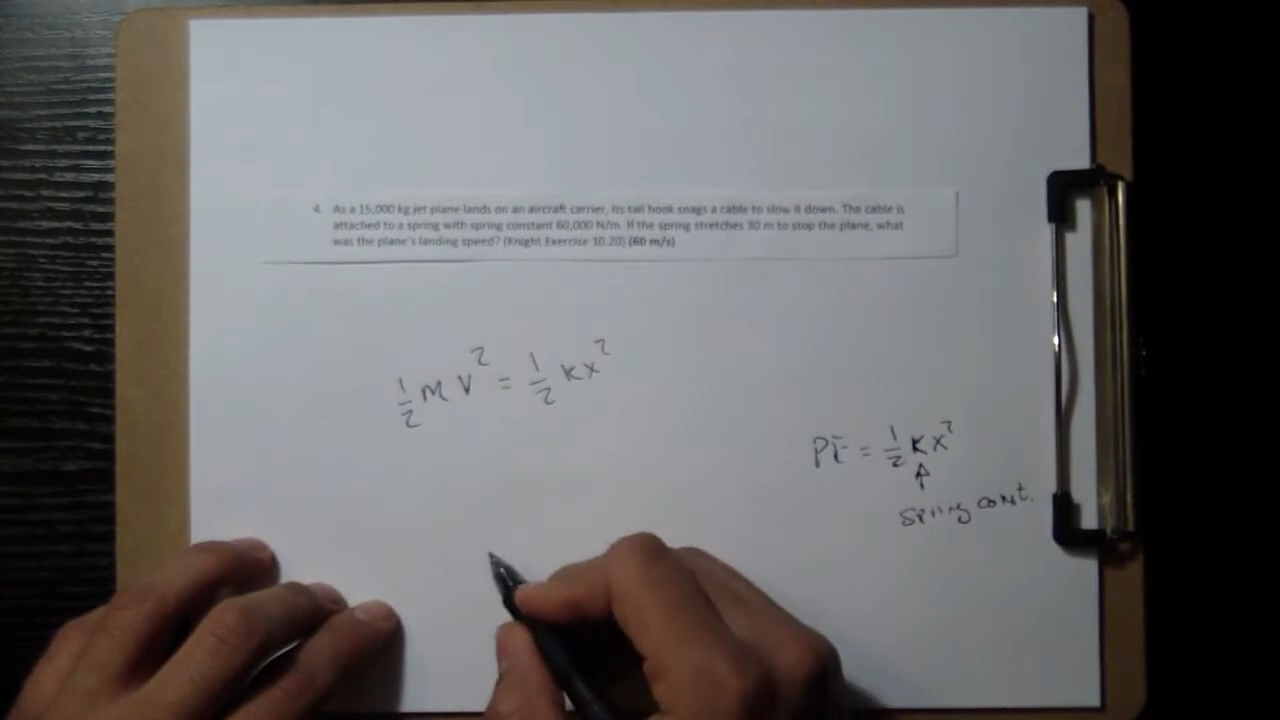 4. As a 15,000 kg jet plane lands on an aircraft carrier, its tail hook snags a cable to slow it down. The cable is
attached to a spring with spring constant 60,000 N/m. If the spring stretches 30 m to stop the plane, what
was the plane's landing speed? (Knight Exercise 10.20) (60 m/s)
½ M V² = ½ K X²
PE = ½ K X²
↑
spring const.